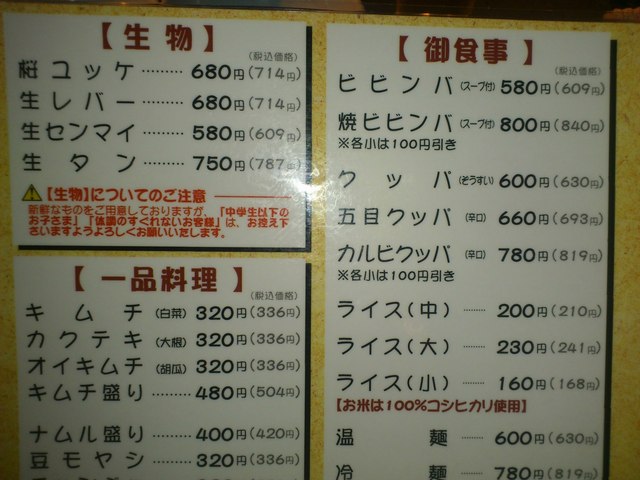 【生物】
(税込価格)
桜ユッケ……… 680円(714円)
生レバー……… 680円(714円)
生センマイ…… 580円(609円)
生タン……… 750円(787円)
⚠【生物】についてのご注意
新鮮なものをご用意しておりますが、「中学生以下の
お子さま」「体調のすぐれないお客様」は、お控え下
さいますようよろしくお願いいたします。
【一品料理】
(税込価格)
キムチ(白菜) 320円(336円)
カクテキ(大根) 320円(336円)
オイキムチ(胡瓜) 320円(336円)
キムチ盛り……… 480円(504円)
ナムル盛り……… 400円(420円)
豆モヤシ……… 320円(336円)
【御食事】
(税込価格)
ビビンバ(スープ付) 580円(609円)
焼ビビンバ(スープ付) 800円(840円)
※各小は100円引き
クッパ(ぞうすい) 600円(630円)
五目クッパ(辛口) 660円(693円)
カルビクッパ(辛口) 780円(819円)
※各小は100円引き
ライス(中)……… 200円(210円)
ライス(大)……… 230円(241円)
ライス(小)……… 160円(168円)
【お米は100%コシヒカリ使用】
温麺……… 600円(630円)
冷麺……… 780円(819円)